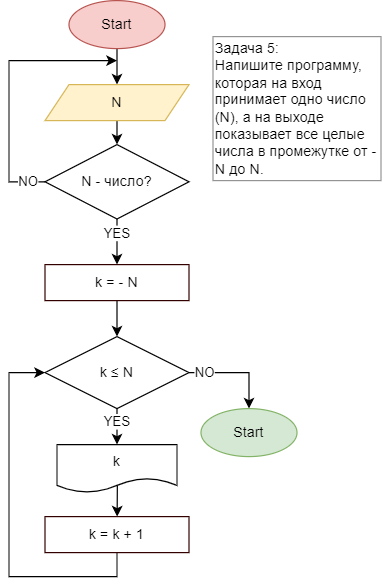 Start
Задача 5:
Напишите программу,
которая на вход
принимает одно число
(N), а на выходе
показывает все целые
числа в промежутке от -
N до N.
N
N - число?
NO
YES
k = - N
k ≤ N
NO
YES
Start
k
k = k + 1